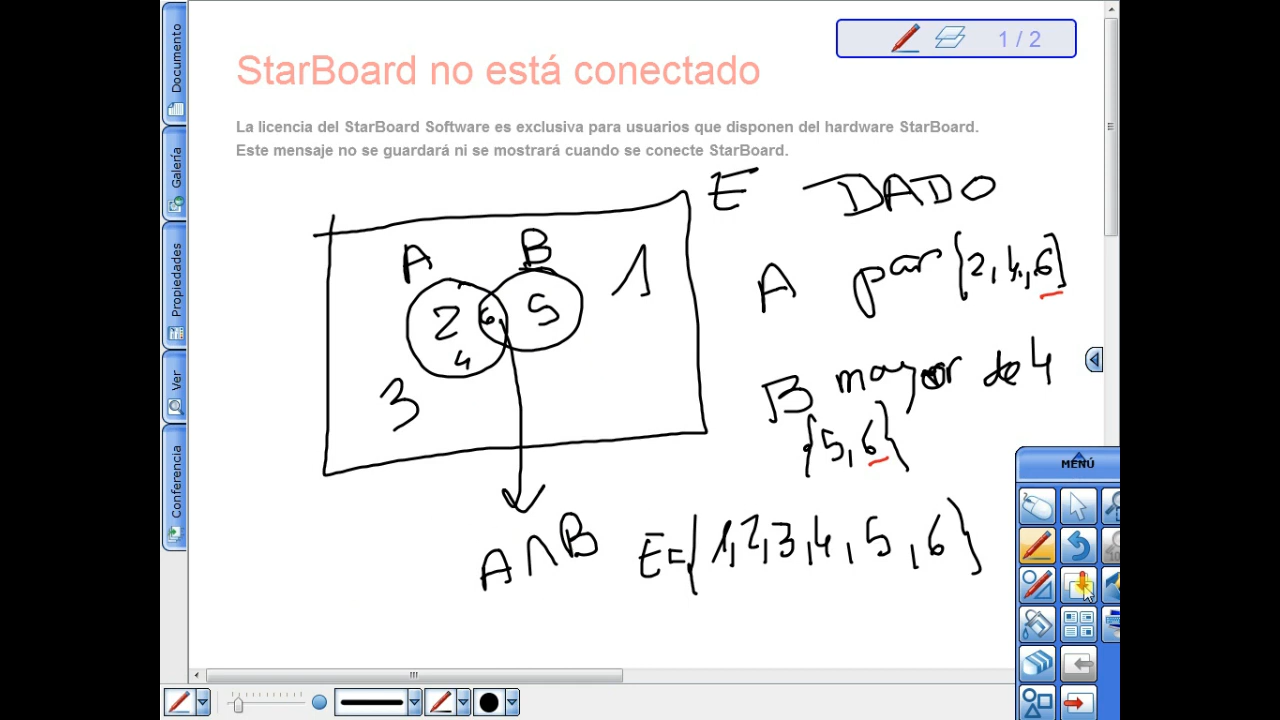 Documento
Galería
Propiedades
Ver
Conferencia
1 / 2
StarBoard no está conectado
La licencia del StarBoard Software es exclusiva para usuarios que disponen del hardware StarBoard.
Este mensaje no se guardará ni se mostrará cuando se conecte StarBoard.
E DADO
A B 1
2 6 5
4
3
A par {2, 4, 6}
B mayor de 4
{5, 6}
A∩B
E={1, 2, 3, 4, 5, 6}
MENÚ